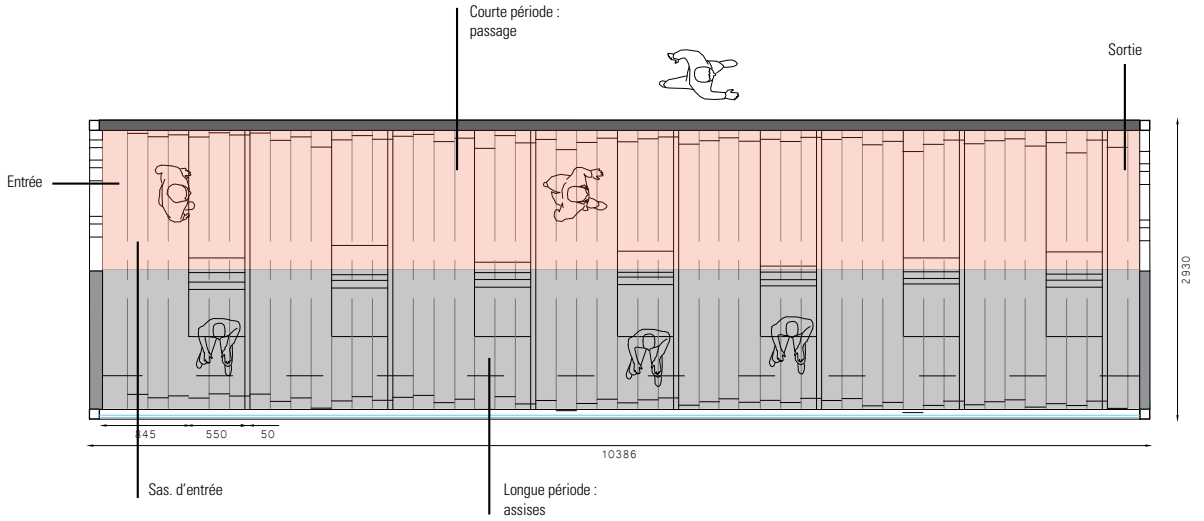 Courte période :
passage
Sortie
Entrée
2930
845
550
50
10386
Sas. d'entrée
Longue période :
assises